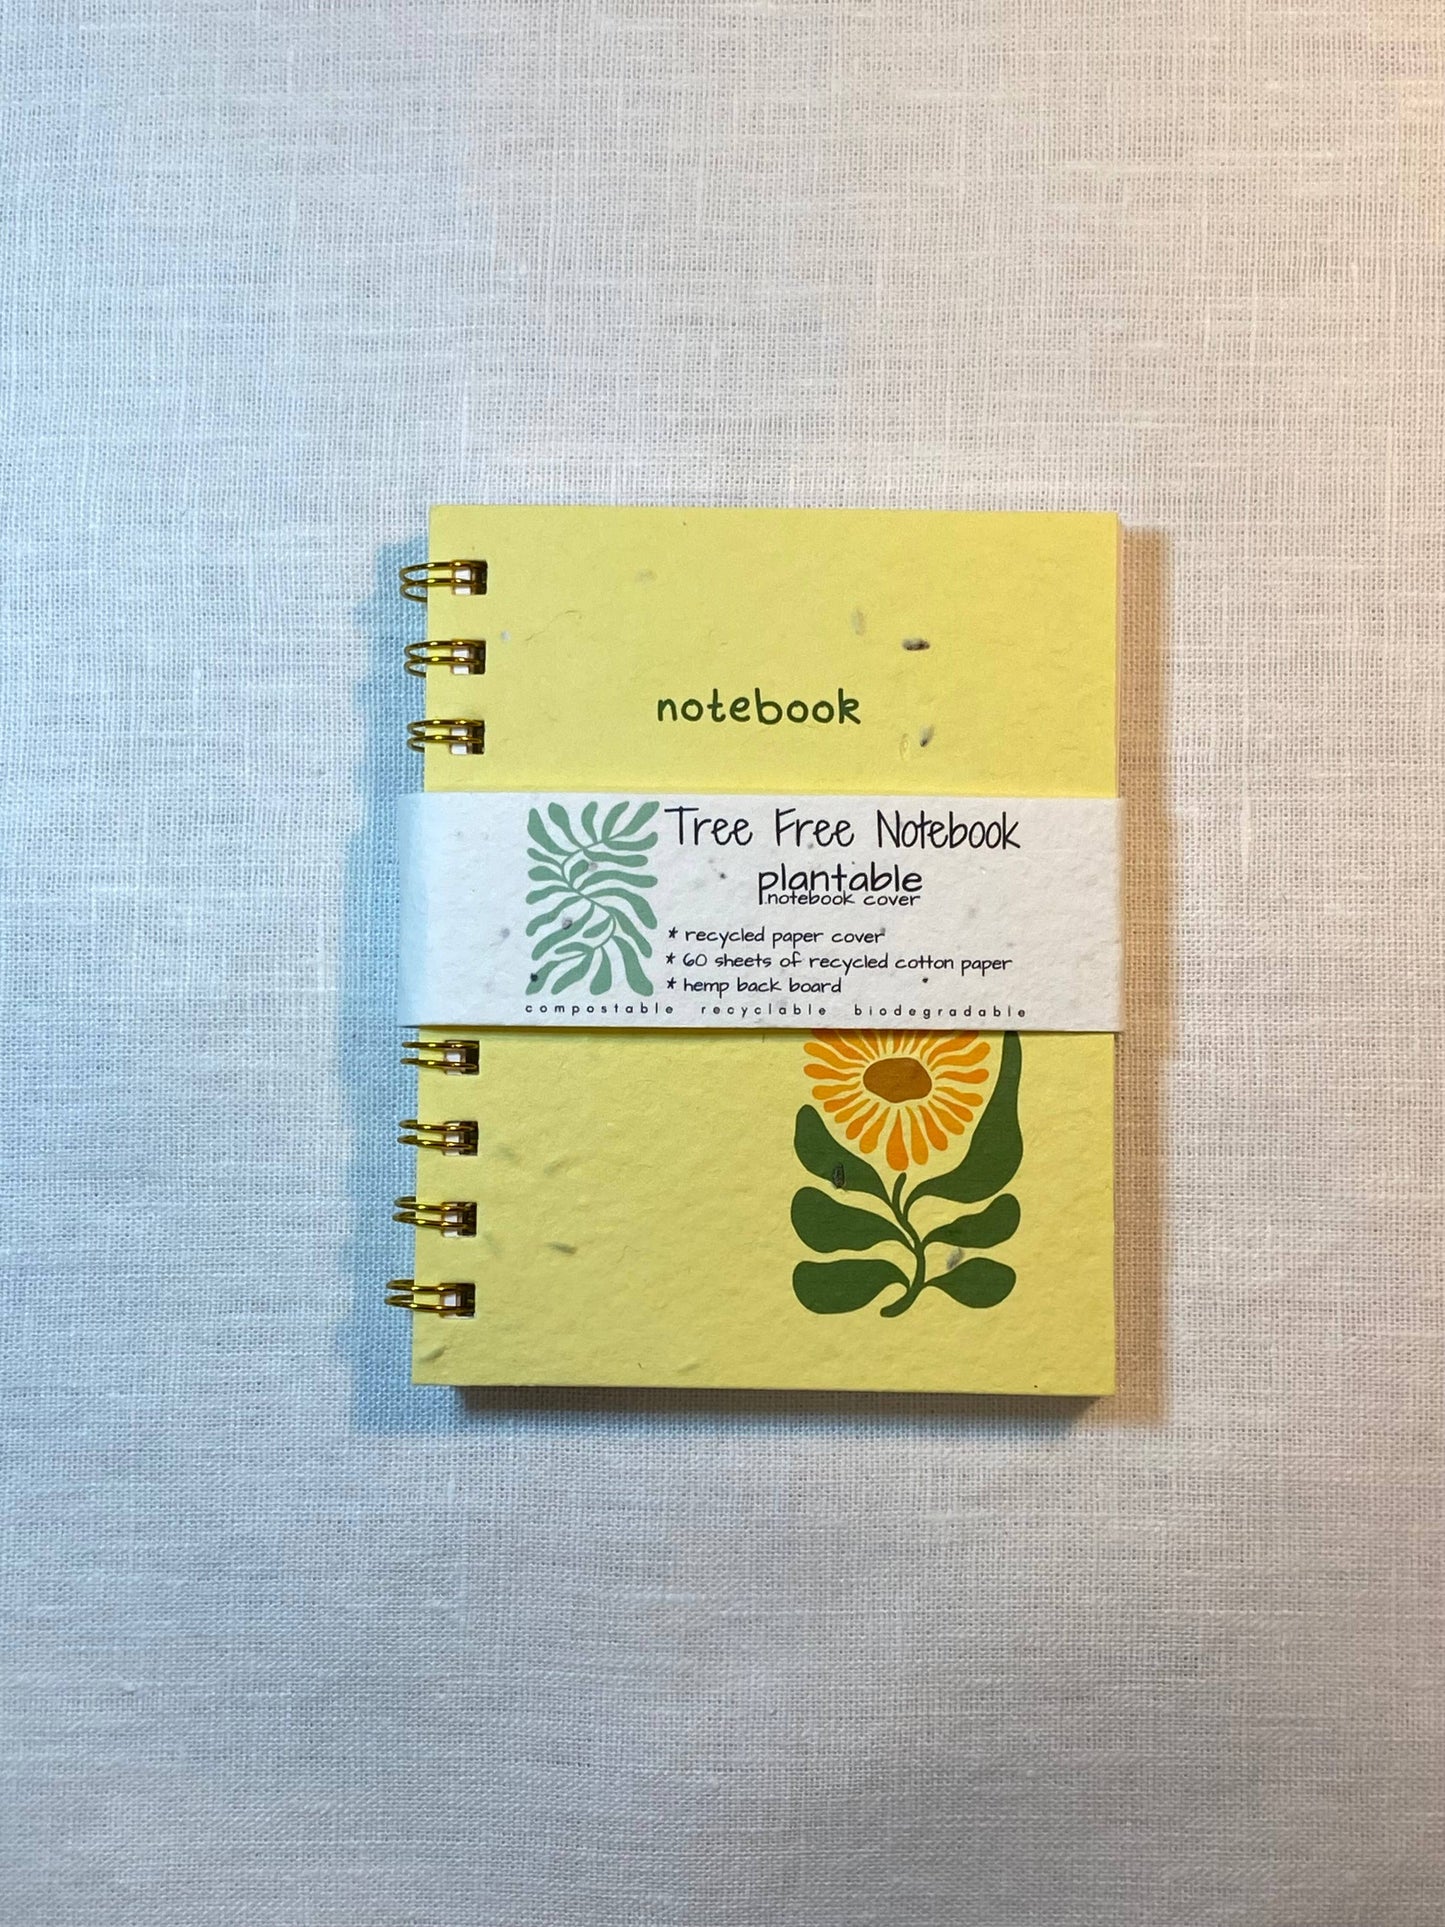 notebook
Tree Free Notebook
plantable
notebook cover
* recycled paper cover
* 60 sheets of recycled cotton paper
* hemp back board
compostable recyclable biodegradable